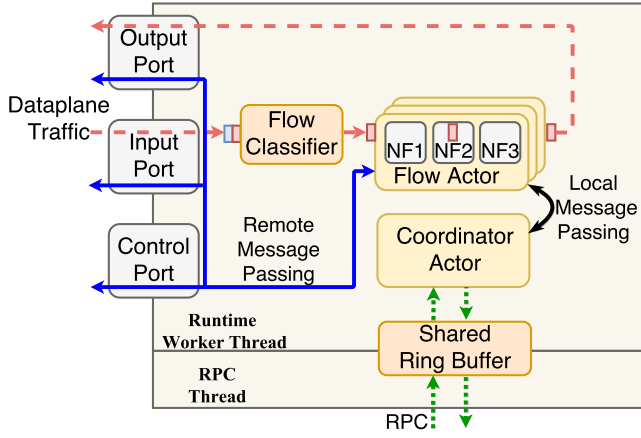 Output
Port
Dataplane
Traffic
Input
Port
Control
Port
Flow
Classifier
NF1
NF2
NF3
Flow Actor
Local
Message
Passing
Remote
Message
Passing
Coordinator
Actor
Runtime
Worker Thread
Shared
Ring Buffer
RPC
Thread
RPC